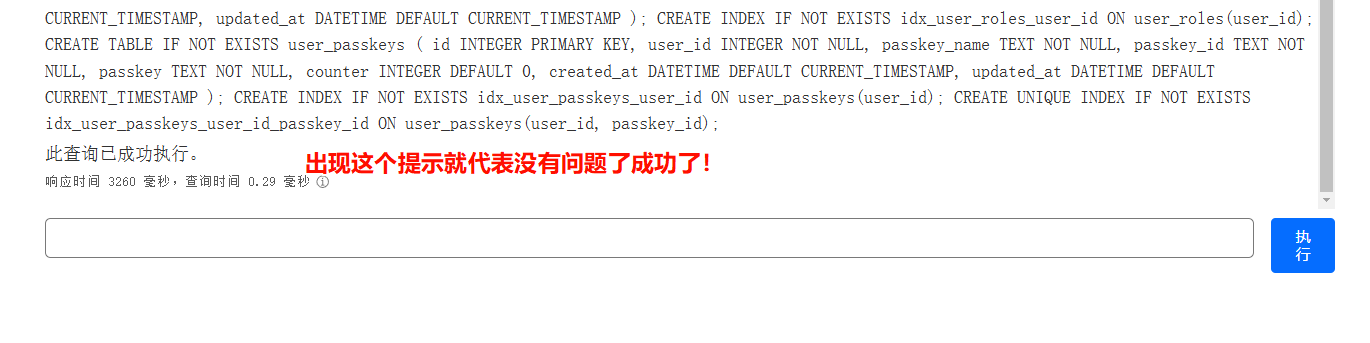 CURRENT_TIMESTAMP, updated_at DATETIME DEFAULT CURRENT_TIMESTAMP ); CREATE INDEX IF NOT EXISTS idx_user_roles_user_id ON user_roles(user_id);
CREATE TABLE IF NOT EXISTS user_passkeys ( id INTEGER PRIMARY KEY, user_id INTEGER NOT NULL, passkey_name TEXT NOT NULL, passkey_id TEXT NOT
NULL, passkey TEXT NOT NULL, counter INTEGER DEFAULT 0, created_at DATETIME DEFAULT CURRENT_TIMESTAMP, updated_at DATETIME DEFAULT
CURRENT_TIMESTAMP ); CREATE INDEX IF NOT EXISTS idx_user_passkeys_user_id ON user_passkeys(user_id); CREATE UNIQUE INDEX IF NOT EXISTS
idx_user_passkeys_user_id_passkey_id ON user_passkeys(user_id, passkey_id);
此查询已成功执行。
出现这个提示就代表没有问题了成功了！
响应时间 3260 毫秒，查询时间 0.29 毫秒
执
行